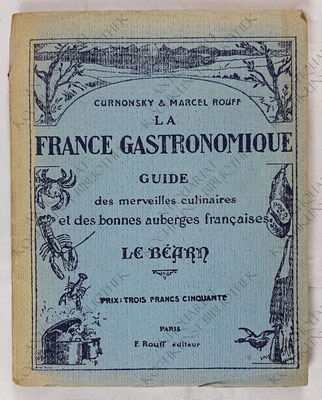 CURNONSKY & MARCEL ROUFF
LA
FRANCE GASTRONOMIQUE
GUIDE
des merveilles culinaires
et des bonnes auberges françaises
LE BÉARN
PRIX: TROIS FRANCS CINQUANTE
PARIS
F. Rouff éditeur